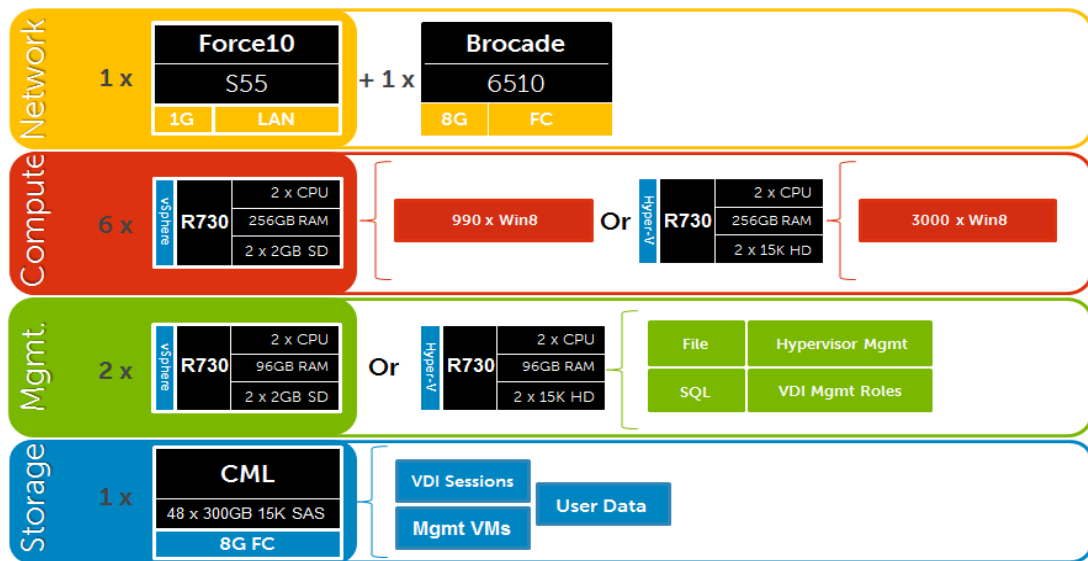 Network
1 x
Force10
S55
1G
LAN
+ 1 x
Brocade
6510
8G
FC
Compute
6 x
vSphere
R730
2 x CPU
256GB RAM
2 x 2GB SD
990 x Win8
Or
Hyper-V
R730
2 x CPU
256GB RAM
2 x 15K HD
3000 x Win8
Mgmt.
2 x
vSphere
R730
2 x CPU
96GB RAM
2 x 2GB SD
Or
Hyper-V
R730
2 x CPU
96GB RAM
2 x 15K HD
File
Hypervisor Mgmt
SQL
VDI Mgmt Roles
Storage
1 x
CML
48 x 300GB 15K SAS
8G FC
VDI Sessions
Mgmt VMs
User Data